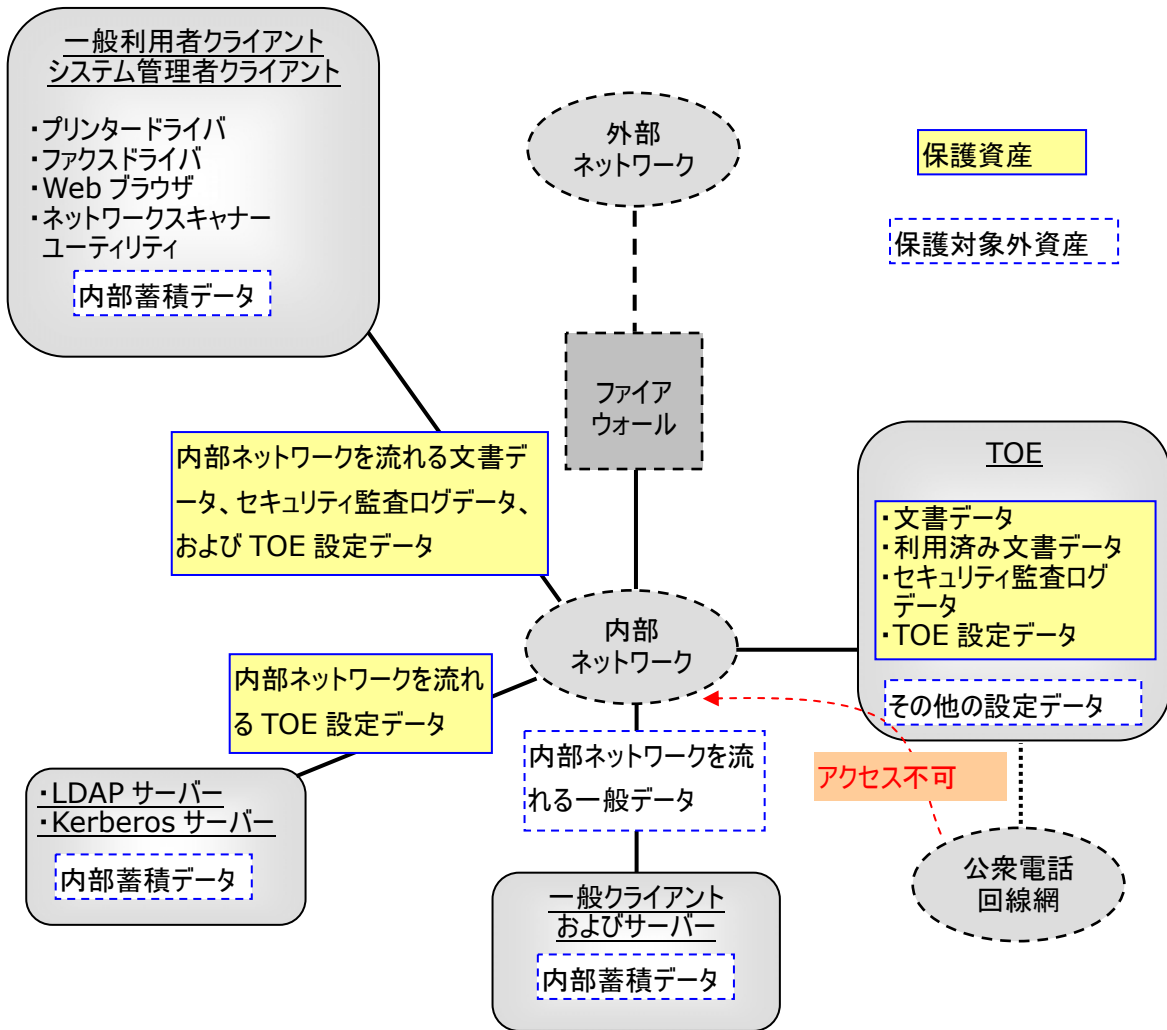 一般利用者クライアント
システム管理者クライアント
・プリンタードライバ
・ファクスドライバ
・Web ブラウザ
・ネットワークスキャナー
ユーティリティ
内部蓄積データ
外部
ネットワーク
保護資産
保護対象外資産
ファイア
ウォール
内部ネットワークを流れる文書デ
ータ、セキュリティ監査ログデータ、
および TOE 設定データ
TOE
・文書データ
・利用済み文書データ
・セキュリティ監査ログ
データ
・TOE 設定データ
その他の設定データ
内部
ネットワーク
内部ネットワークを流れ
る TOE 設定データ
内部ネットワークを流
れる一般データ
アクセス不可
・LDAP サーバー
・Kerberos サーバー
内部蓄積データ
公衆電話
回線網
一般クライアント
およびサーバー
内部蓄積データ